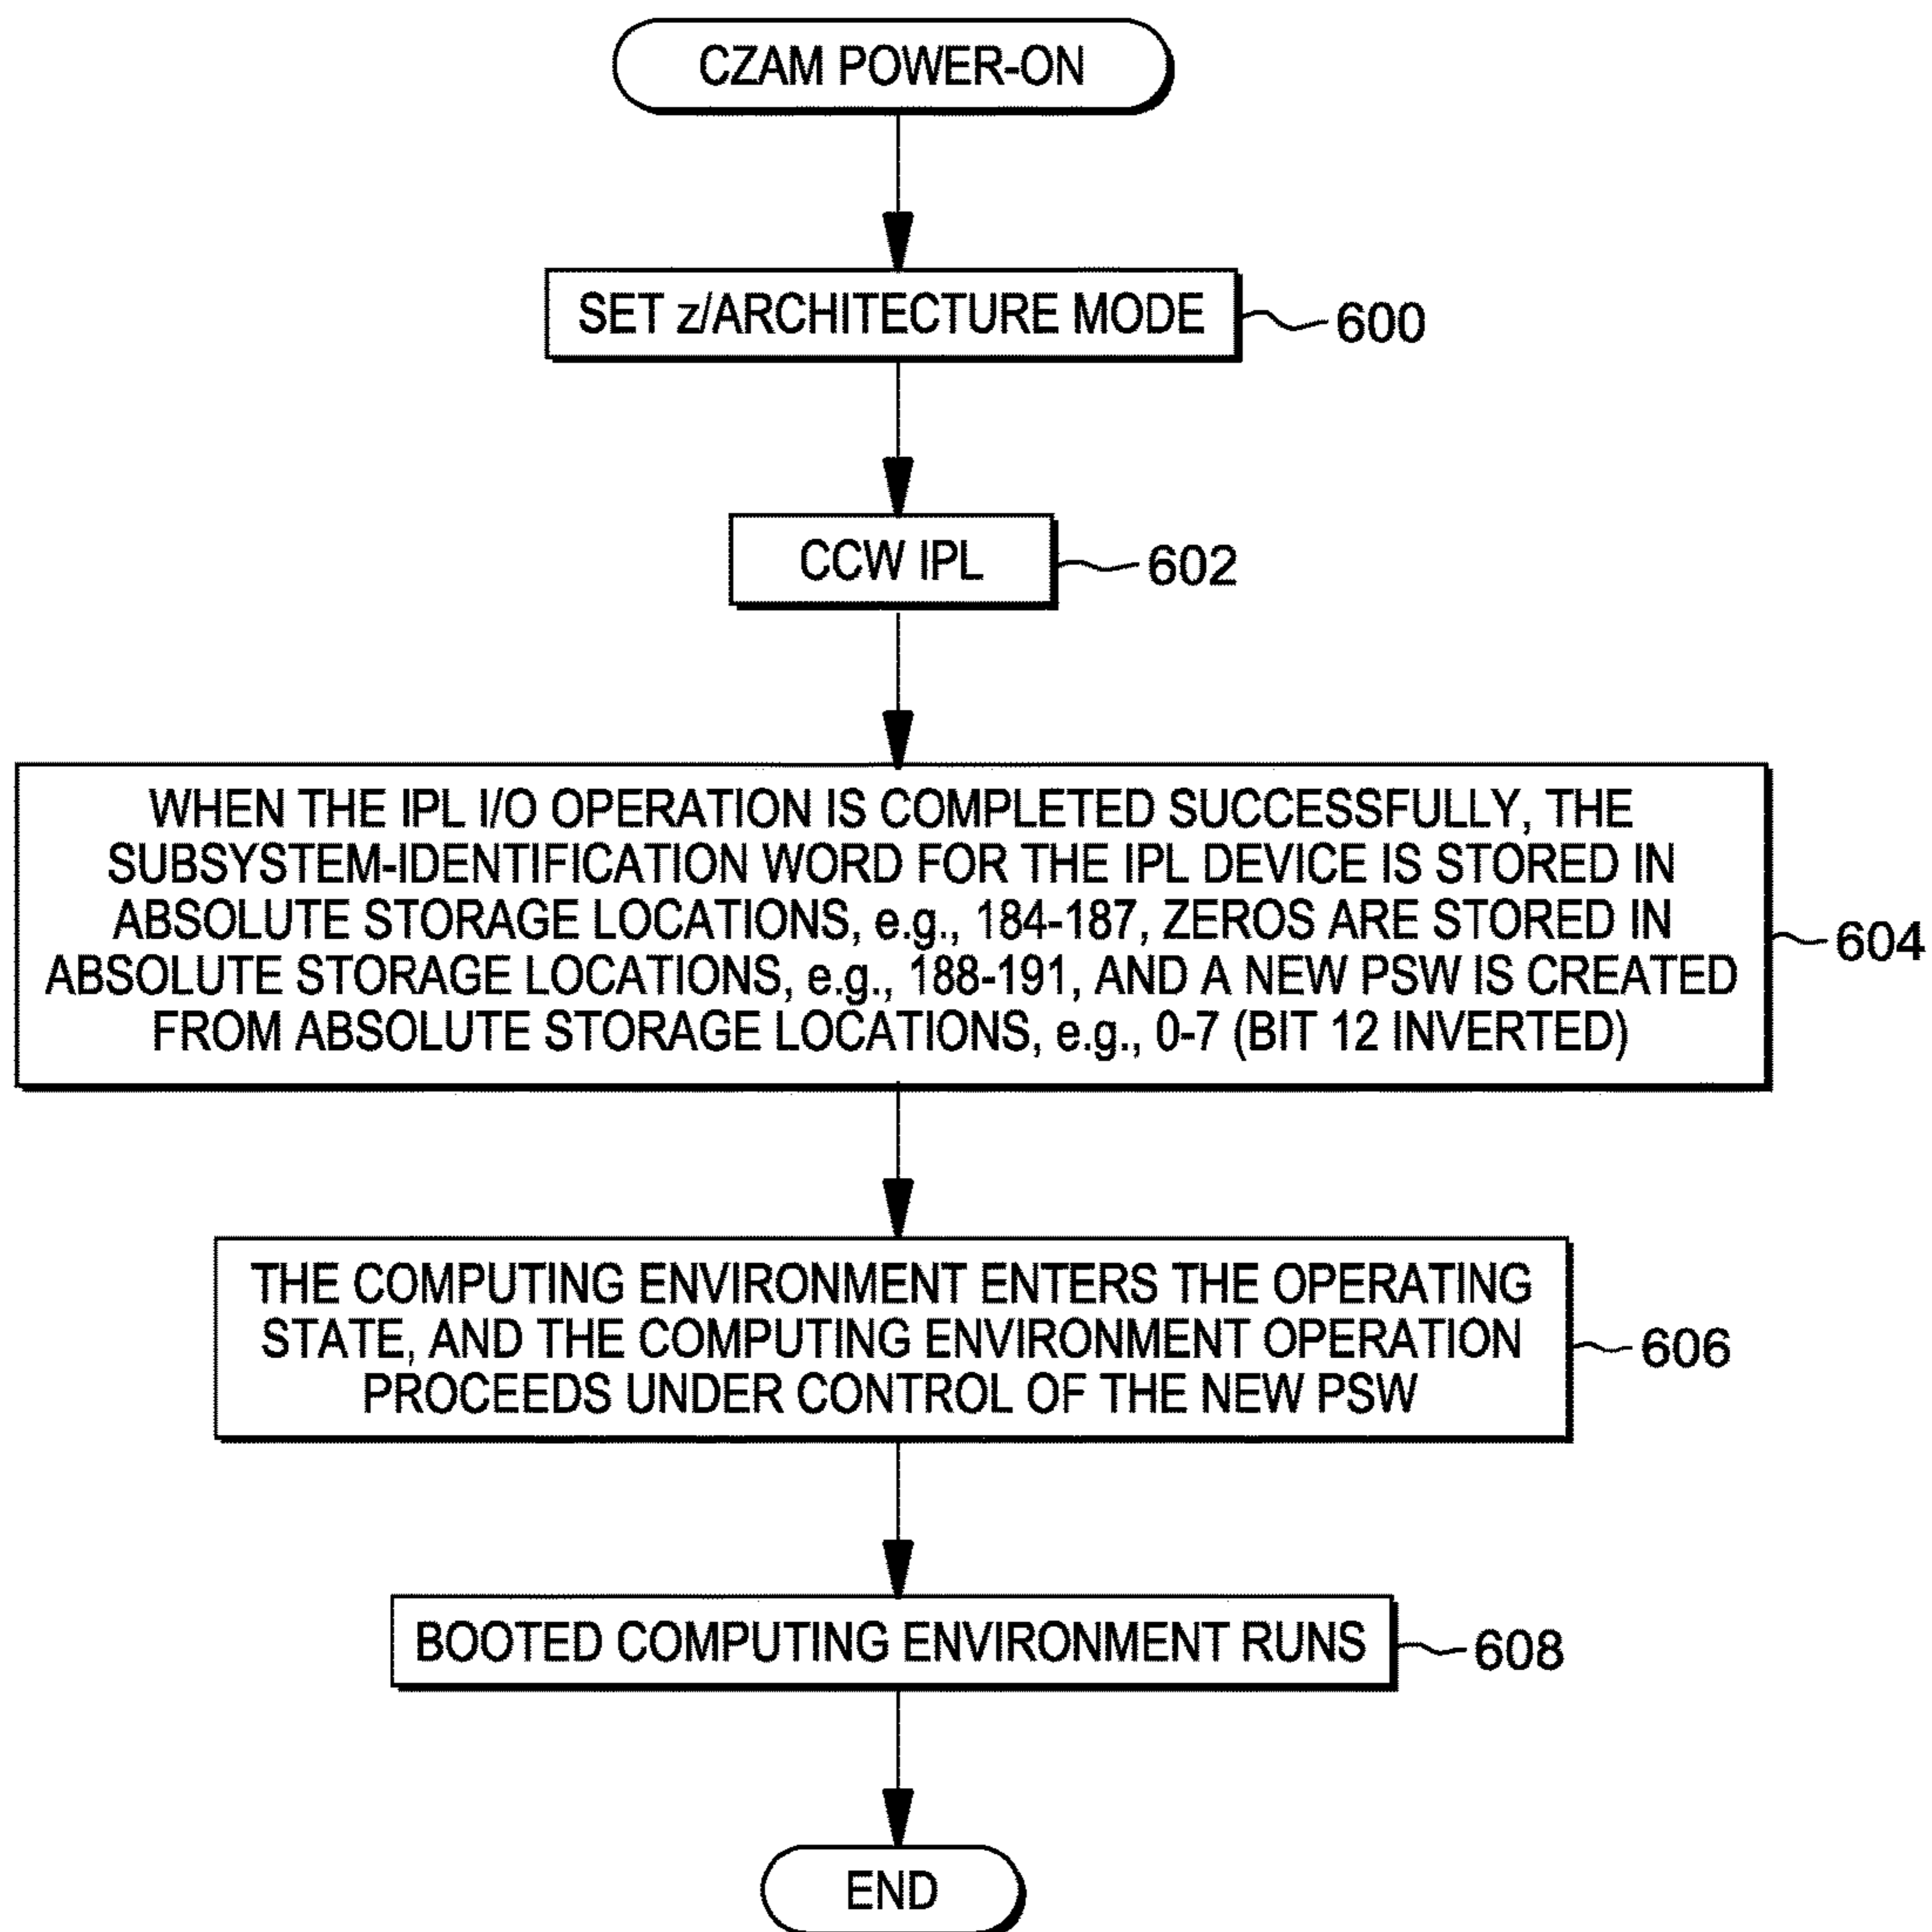 CZAM POWER-ON
SET z/ARCHITECTURE MODE
600
CCW IPL
602
WHEN THE IPL I/O OPERATION IS COMPLETED SUCCESSFULLY, THE
SUBSYSTEM-IDENTIFICATION WORD FOR THE IPL DEVICE IS STORED IN
ABSOLUTE STORAGE LOCATIONS, e.g., 184-187, ZEROS ARE STORED IN
ABSOLUTE STORAGE LOCATIONS, e.g., 188-191, AND A NEW PSW IS CREATED
FROM ABSOLUTE STORAGE LOCATIONS, e.g., 0-7 (BIT 12 INVERTED)
604
THE COMPUTING ENVIRONMENT ENTERS THE OPERATING
STATE, AND THE COMPUTING ENVIRONMENT OPERATION
PROCEEDS UNDER CONTROL OF THE NEW PSW
606
BOOTED COMPUTING ENVIRONMENT RUNS
608
END